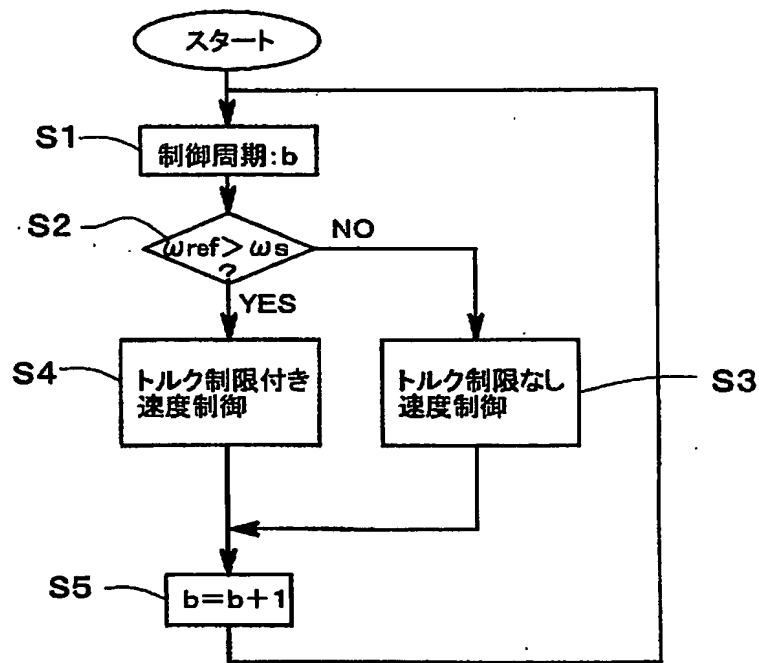 スタート
S1
制御周期:b
S2
ωref>ωs
?
NO
YES
S4
トルク制限付き
速度制御
トルク制限なし
速度制御
S3
S5
b=b+1